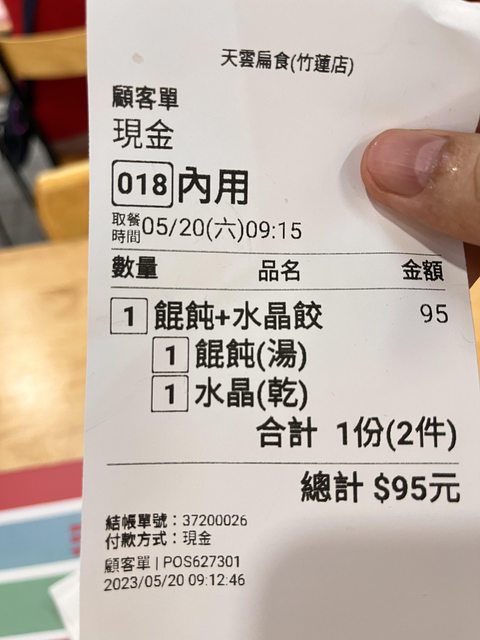 天雲扁食(竹蓮店)
顧客單
現金
018 內用
取餐時間 05/20(六)09:15
數量 品名 金額
1 餛飩+水晶餃 95
1 餛飩(湯)
1 水晶(乾)
合計 1份(2件)
總計 $95元
結帳單號：37200026
付款方式：現金
顧客單 | POS627301
2023/05/20 09:12:46